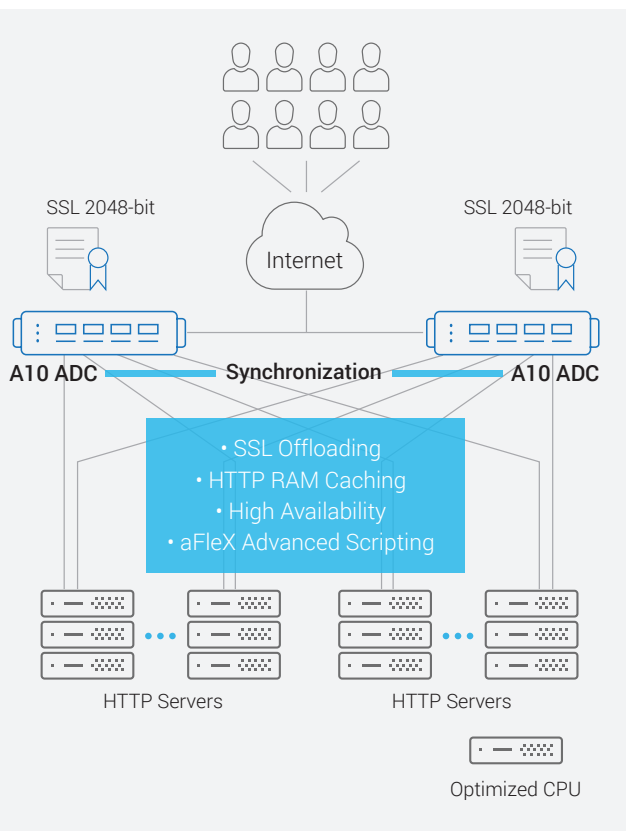 SSL 2048-bit
SSL 2048-bit
Internet
A10 ADC
Synchronization
A10 ADC
• SSL Offloading
• HTTP RAM Caching
• High Availability
• aFleX Advanced Scripting
HTTP Servers
HTTP Servers
Optimized CPU